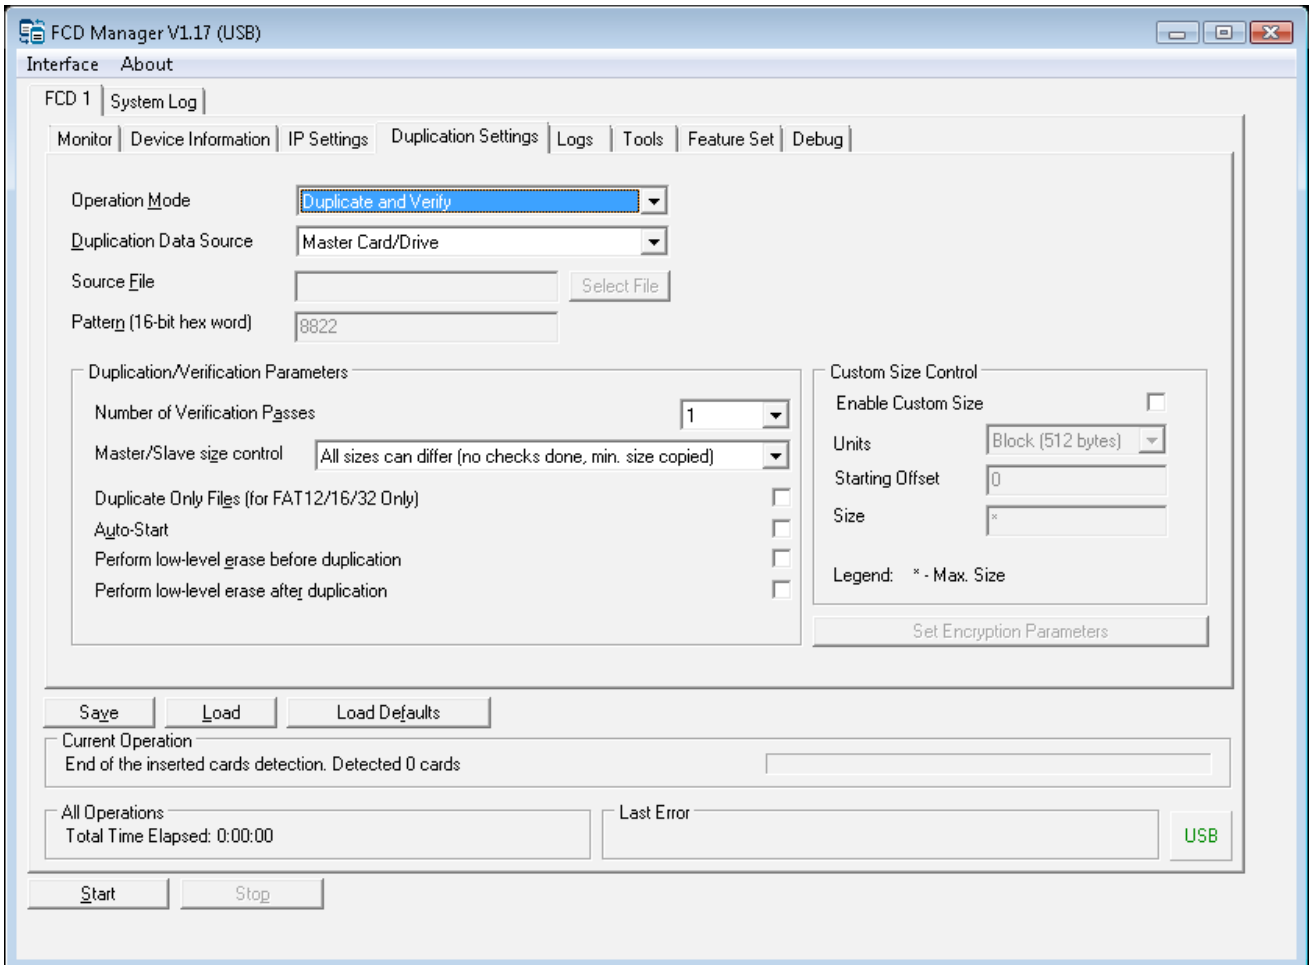 FCD Manager V1.17 (USB)
Interface About
FCD 1 System Log
Monitor Device Information IP Settings Duplication Settings Logs Tools Feature Set Debug
Operation Mode Duplicate and Verify
Duplication Data Source Master Card/Drive
Source File Select File
Pattern (16-bit hex word) 8822
Duplication/Verification Parameters
Number of Verification Passes 1
Master/Slave size control All sizes can differ (no checks done, min. size copied)
Duplicate Only Files (for FAT12/16/32 Only)
Auto-Start
Perform low-level erase before duplication
Perform low-level erase after duplication
Custom Size Control
Enable Custom Size
Units Block (512 bytes)
Starting Offset 0
Size *
Legend: * - Max. Size
Set Encryption Parameters
Save Load Load Defaults
Current Operation
End of the inserted cards detection. Detected 0 cards
All Operations
Total Time Elapsed: 0:00:00
Last Error
USB
Start Stop